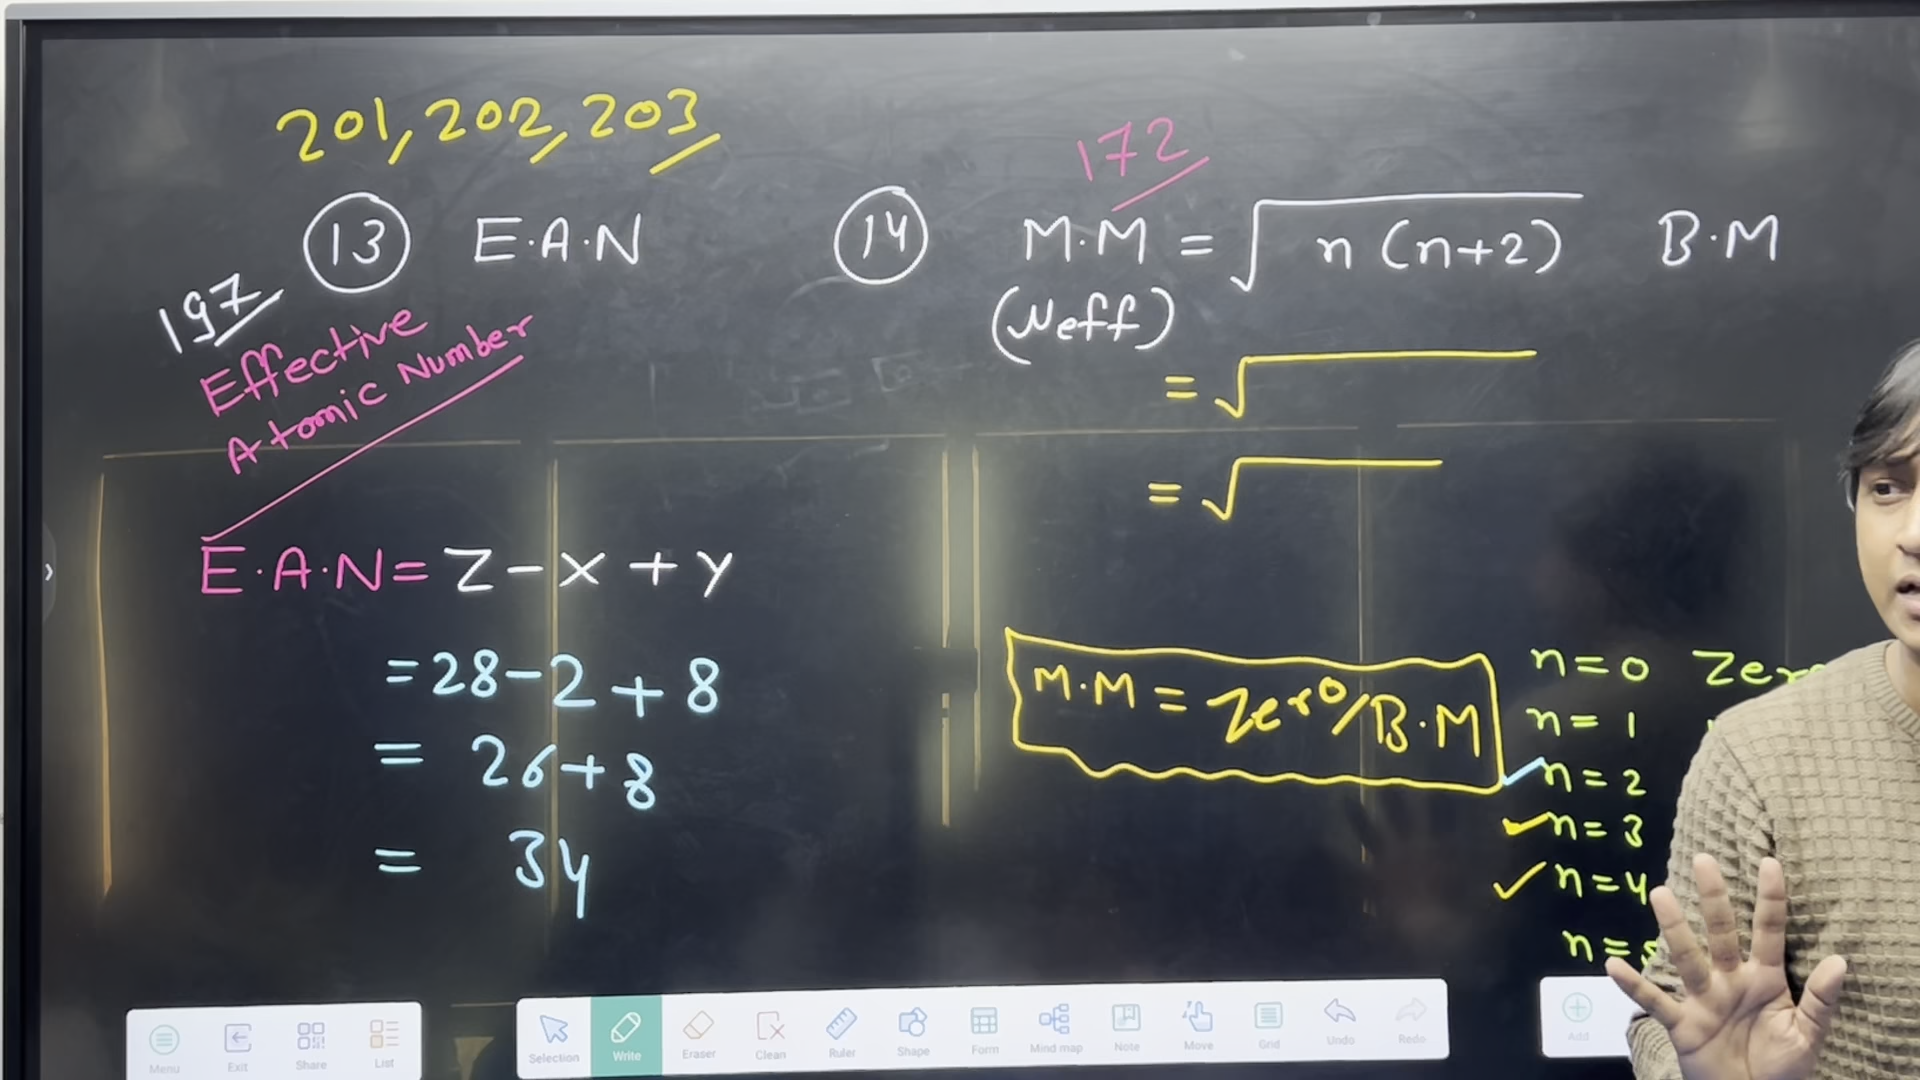 201, 202, 203
172
13 E.A.N
14 M.M = √n(n+2) B.M
(μeff)
= √
= √
197
Effective
Atomic Number
E.A.N = Z - X + Y
= 28 - 2 + 8
= 26 + 8
= 34
M.M = Zero/B.M
n = 0
n = 1
n = 2
n = 3
n = 4
n =
Menu Exit Share List
Selection Write Eraser Clean Ruler Shape Form Mind map Note Move Grid Undo Redo
Add